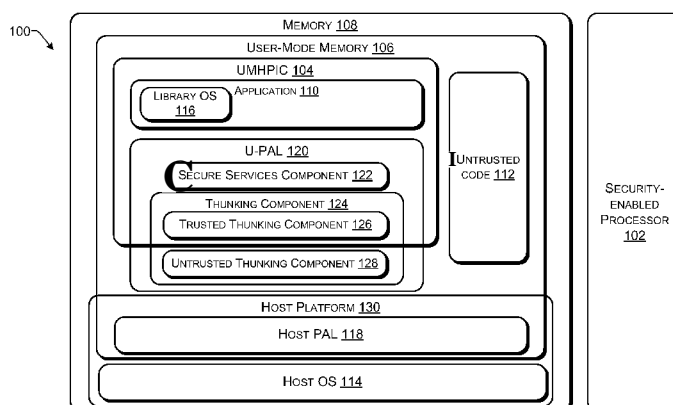 100
MEMORY 108
USER-MODE MEMORY 106
UMHPIC 104
APPLICATION 110
LIBRARY OS
116
U-PAL 120
SECURE SERVICES COMPONENT 122
THUNKING COMPONENT 124
TRUSTED THUNKING COMPONENT 126
UNTRUSTED THUNKING COMPONENT 128
UNTRUSTED
CODE 112
HOST PLATFORM 130
HOST PAL 118
HOST OS 114
SECURITY-
ENABLED
PROCESSOR
102